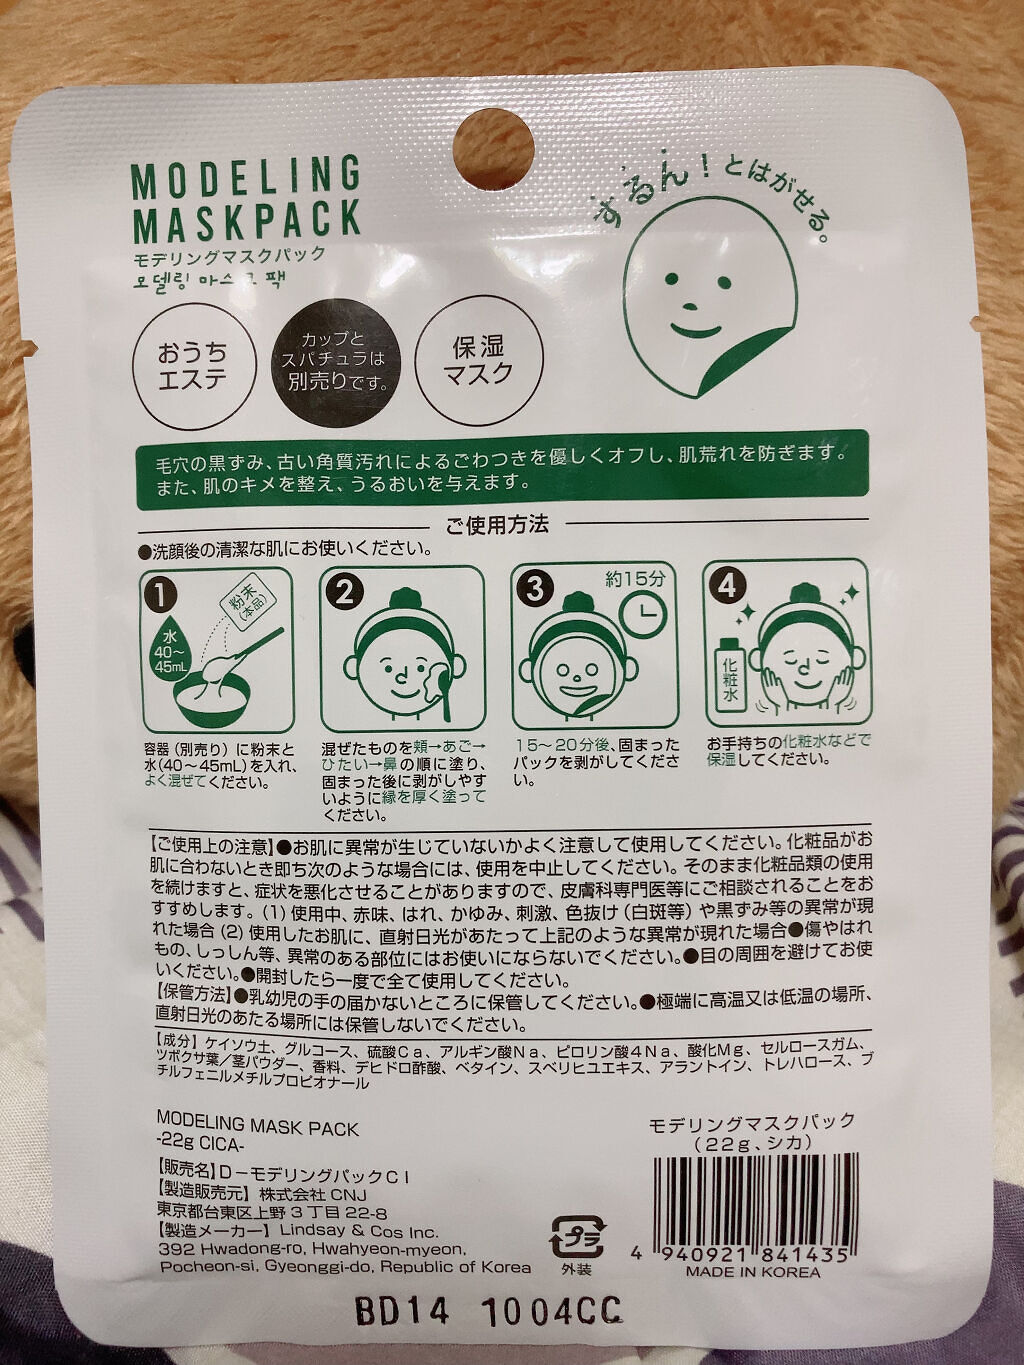 MODELING
MASKPACK
モデリングマスクパック
모델링 마스크 팩
ずるん！とはがせる。
おうち
エステ
カップと
スパチュラは
別売りです。
保湿
マスク
毛穴の黒ずみ、古い角質汚れによるごわつきを優しくオフし、肌荒れを防ぎます。
また、肌のキメを整え、うるおいを与えます。
ご使用方法
●洗顔後の清潔な肌にお使いください。
1
粉末
(本品)
水
40～
45mL
2
3
約15分
4
化粧水
容器（別売り）に粉末と
水(40～45mL)を入れ、
よく混ぜてください。
混ぜたものを頬→あご→
ひたい→鼻の順に塗り、
固まった後に剥がしやす
いように縁を厚く塗って
ください。
15～20分後、固まった
パックを剥がしてくださ
い。
お手持ちの化粧水などで
保湿してください。
【ご使用上の注意】●お肌に異常が生じていないかよく注意して使用してください。化粧品がお
肌に合わないとき即ち次のような場合には、使用を中止してください。そのまま化粧品類の使用
を続けますと、症状を悪化させることがありますので、皮膚科専門医等にご相談されることをお
すすめします。(1)使用中、赤味、はれ、かゆみ、刺激、色抜け(白斑等)や黒ずみ等の異常が現
れた場合(2)使用したお肌に、直射日光があたって上記のような異常が現れた場合●傷やはれ
もの、しっしん等、異常のある部位にはお使いにならないでください。●目の周囲を避けてお使
いください。●開封したら一度で全て使用してください。
【保管方法】●乳幼児の手の届かないところに保管してください。●極端に高温又は低温の場所、
直射日光のあたる場所には保管しないでください。
【成分】ケイソウ土、グルコース、硫酸Ｃａ、アルギン酸Ｎａ、ピロリン酸４Ｎａ、酸化Ｍｇ、セルロースガム、
ツボクサ葉／茎パウダー、香料、デヒドロ酢酸、ベタイン、スベリヒユエキス、アラントイン、トレハロース、ブ
チルフェニルメチルプロピオナール
MODELING MASK PACK
-22g CICA-
【販売名】Ｄ－モデリングパックＣＩ
【製造販売元】株式会社 CNJ
東京都台東区上野３丁目 22-8
【製造メーカー】Lindsay & Cos Inc.
392 Hwadong-ro, Hwahyeon-myeon,
Pocheon-si, Gyeonggi-do, Republic of Korea
プラ
外装
モデリングマスクパック
（２２ｇ、シカ）
4 940921 841435
MADE IN KOREA
BD14 1004CC